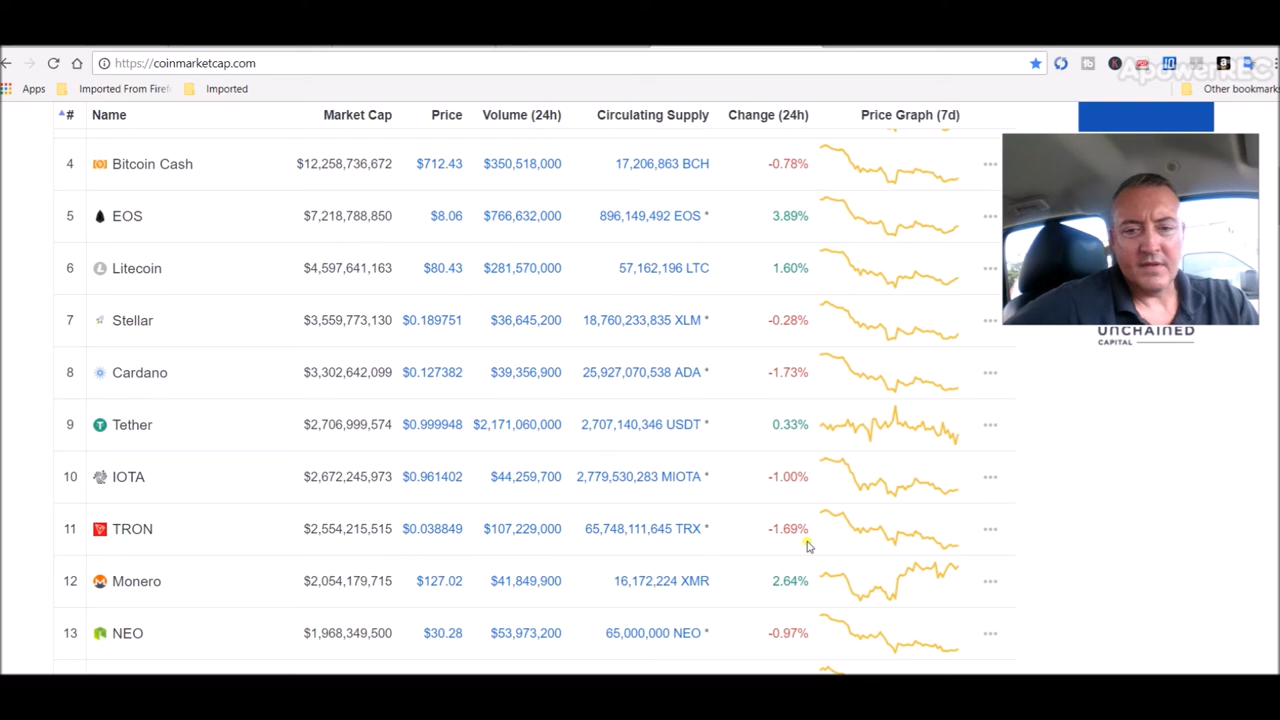 ApowerREC
https://coinmarketcap.com
Apps Imported From Firef Imported Other bookmarks
# Name Market Cap Price Volume (24h) Circulating Supply Change (24h) Price Graph (7d)
4 Bitcoin Cash $12,258,736,672 $712.43 $350,518,000 17,206,863 BCH -0.78%
5 EOS $7,218,788,850 $8.06 $766,632,000 896,149,492 EOS * 3.89%
6 Litecoin $4,597,641,163 $80.43 $281,570,000 57,162,196 LTC 1.60%
7 Stellar $3,559,773,130 $0.189751 $36,645,200 18,760,233,835 XLM * -0.28%
UNCHAINED
CAPITAL
8 Cardano $3,302,642,099 $0.127382 $39,356,900 25,927,070,538 ADA * -1.73%
9 Tether $2,706,999,574 $0.999948 $2,171,060,000 2,707,140,346 USDT * 0.33%
10 IOTA $2,672,245,973 $0.961402 $44,259,700 2,779,530,283 MIOTA * -1.00%
11 TRON $2,554,215,515 $0.038849 $107,229,000 65,748,111,645 TRX * -1.69%
12 Monero $2,054,179,715 $127.02 $41,849,900 16,172,224 XMR 2.64%
13 NEO $1,968,349,500 $30.28 $53,973,200 65,000,000 NEO * -0.97%